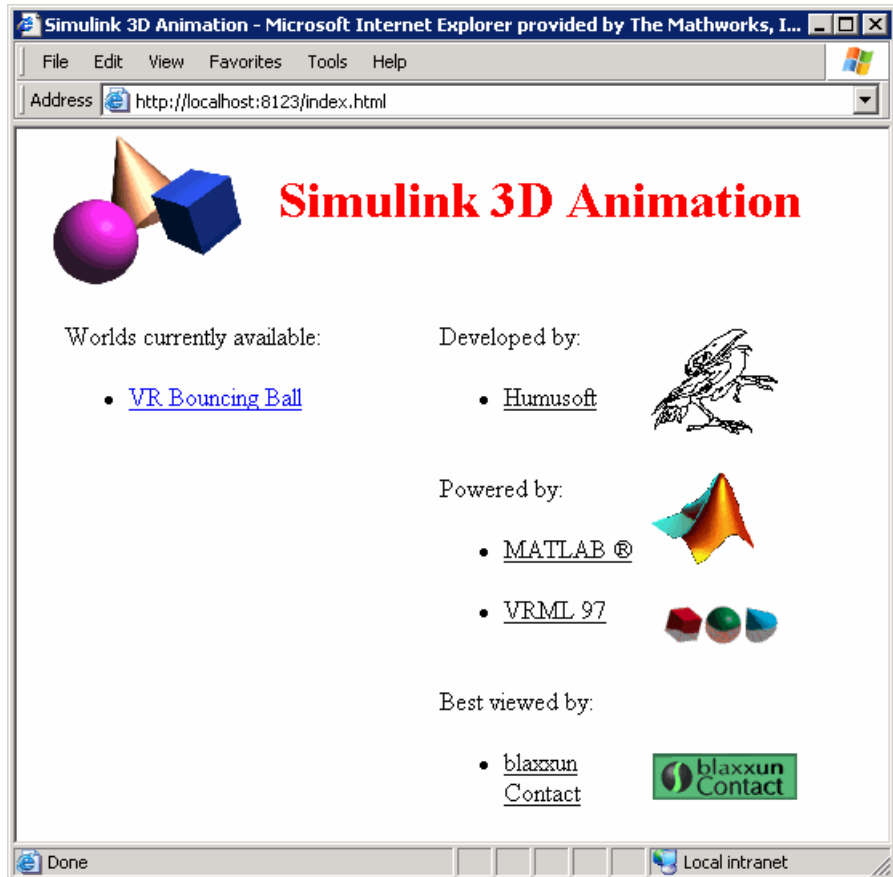 Simulink 3D Animation - Microsoft Internet Explorer provided by The Mathworks, I...
File Edit View Favorites Tools Help
Address http://localhost:8123/index.html
Simulink 3D Animation
Worlds currently available:
• VR Bouncing Ball
Developed by:
• Humusoft
Powered by:
• MATLAB ®
• VRML 97
Best viewed by:
• blaxxun
Contact
blaxxun
Contact
Done
Local intranet